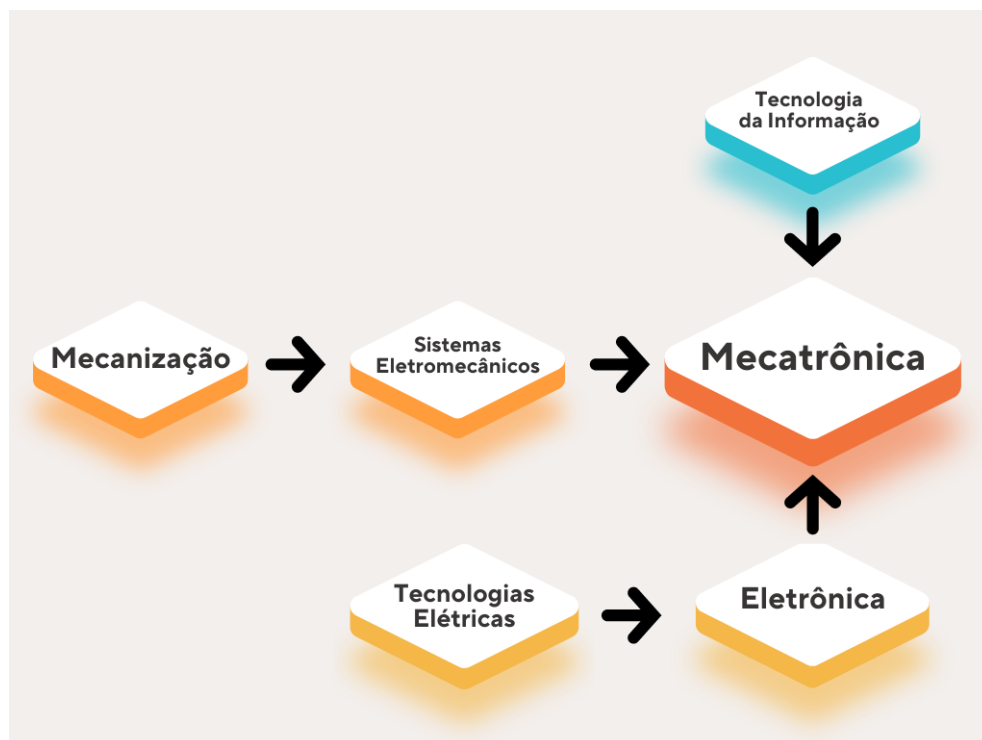 Tecnologia
da Informação
Mecanização
Sistemas
Eletromecânicos
Mecatrônica
Tecnologias
Elétricas
Eletrônica